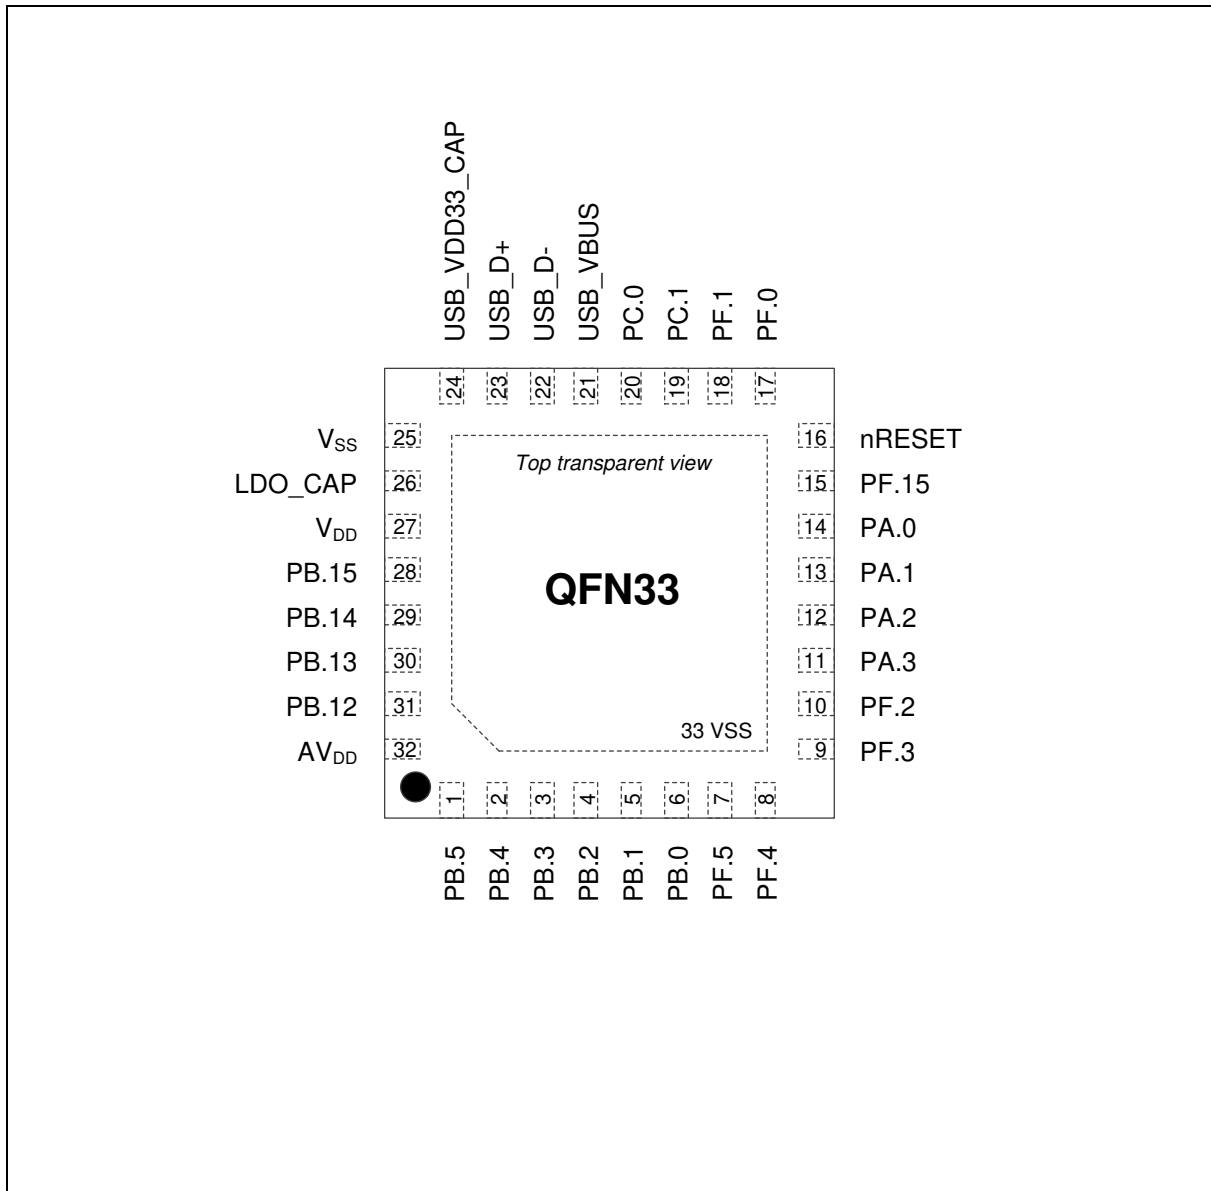 USB_VDD33_CAP
USB_D+
USB_D-
USB_VBUS
PC.0
PC.1
PF.1
PF.0
24
23
22
21
20
19
18
17
VSS 25
LDO_CAP 26
VDD 27
PB.15 28
PB.14 29
PB.13 30
PB.12 31
AVDD 32
Top transparent view
QFN33
33 VSS
16 nRESET
15 PF.15
14 PA.0
13 PA.1
12 PA.2
11 PA.3
10 PF.2
9 PF.3
1
2
3
4
5
6
7
8
PB.5
PB.4
PB.3
PB.2
PB.1
PB.0
PF.5
PF.4